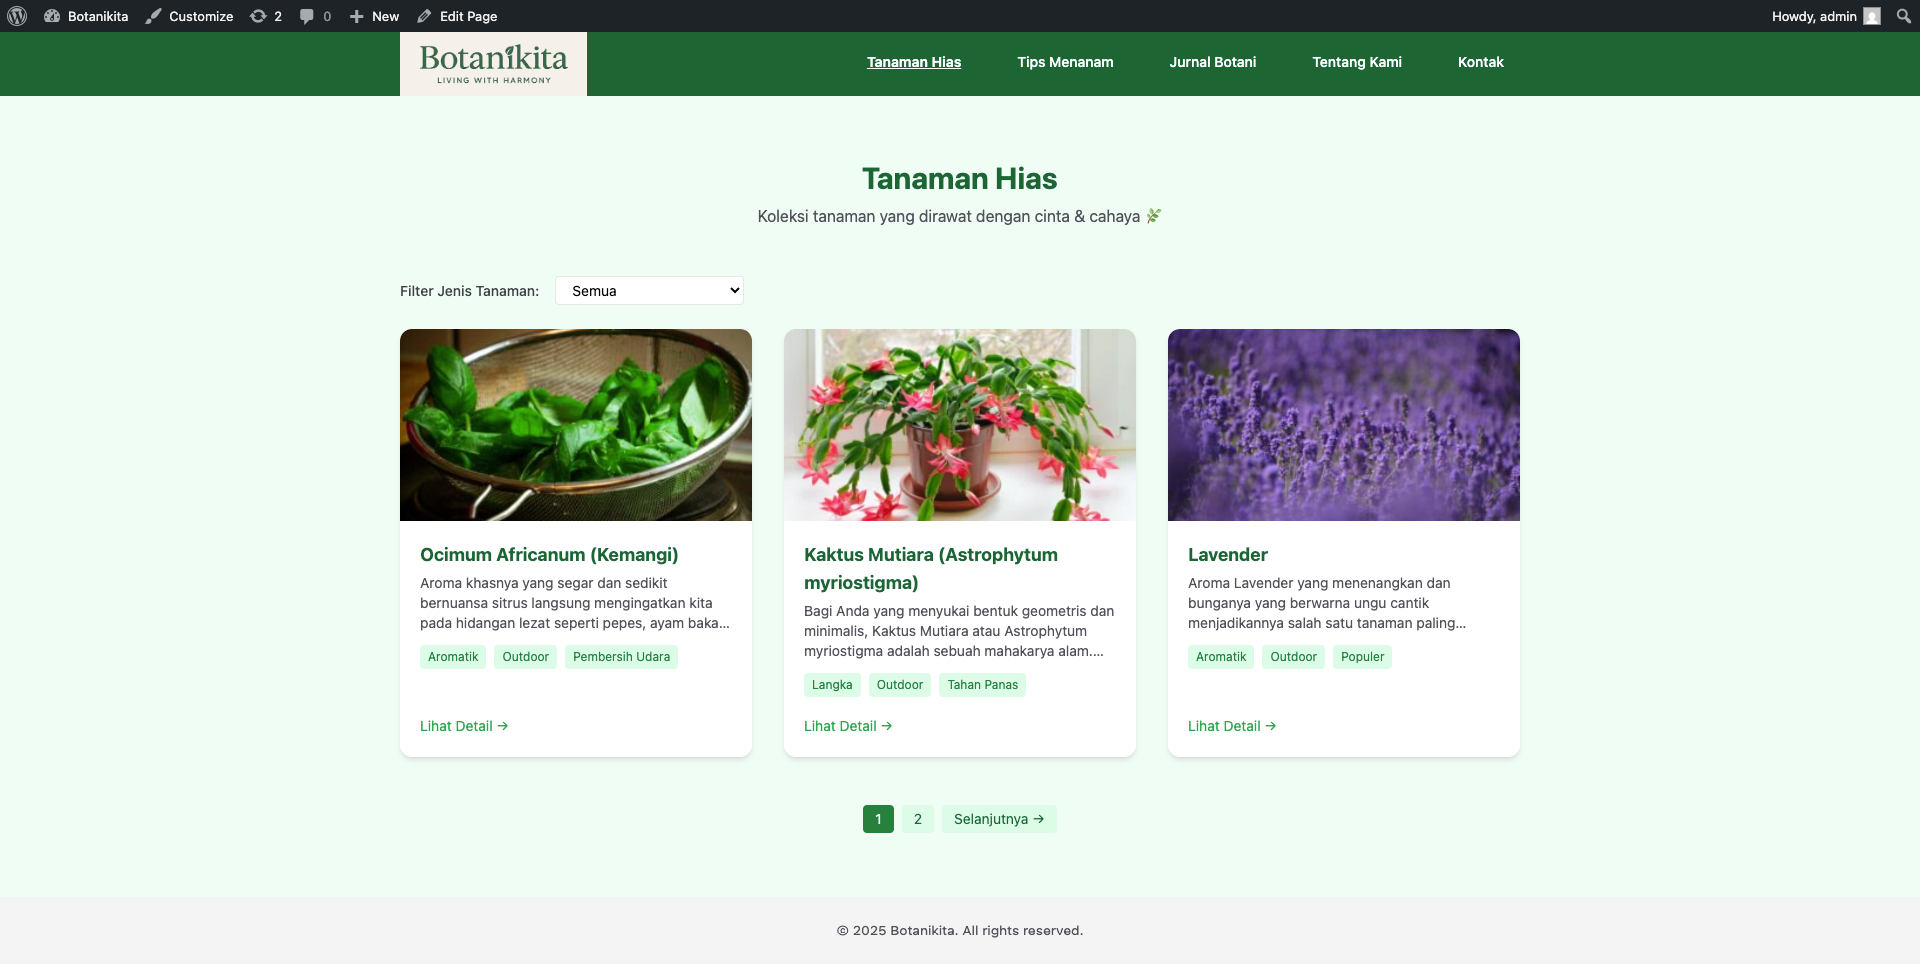 Botanikita
Customize
2
0
New
Edit Page
Howdy, admin
Botanikita
LIVING WITH HARMONY
Tanaman Hias
Tips Menanam
Jurnal Botani
Tentang Kami
Kontak
Tanaman Hias
Koleksi tanaman yang dirawat dengan cinta & cahaya 🌿
Filter Jenis Tanaman:
Semua
Ocimum Africanum (Kemangi)
Aroma khasnya yang segar dan sedikit
bernuansa sitrus langsung mengingatkan kita
pada hidangan lezat seperti pepes, ayam baka...
Aromatik
Outdoor
Pembersih Udara
Lihat Detail →
Kaktus Mutiara (Astrophytum
myriostigma)
Bagi Anda yang menyukai bentuk geometris dan
minimalis, Kaktus Mutiara atau Astrophytum
myriostigma adalah sebuah mahakarya alam....
Langka
Outdoor
Tahan Panas
Lihat Detail →
Lavender
Aroma Lavender yang menenangkan dan
bunganya yang berwarna ungu cantik
menjadikannya salah satu tanaman paling...
Aromatik
Outdoor
Populer
Lihat Detail →
1
2
Selanjutnya →
© 2025 Botanikita. All rights reserved.